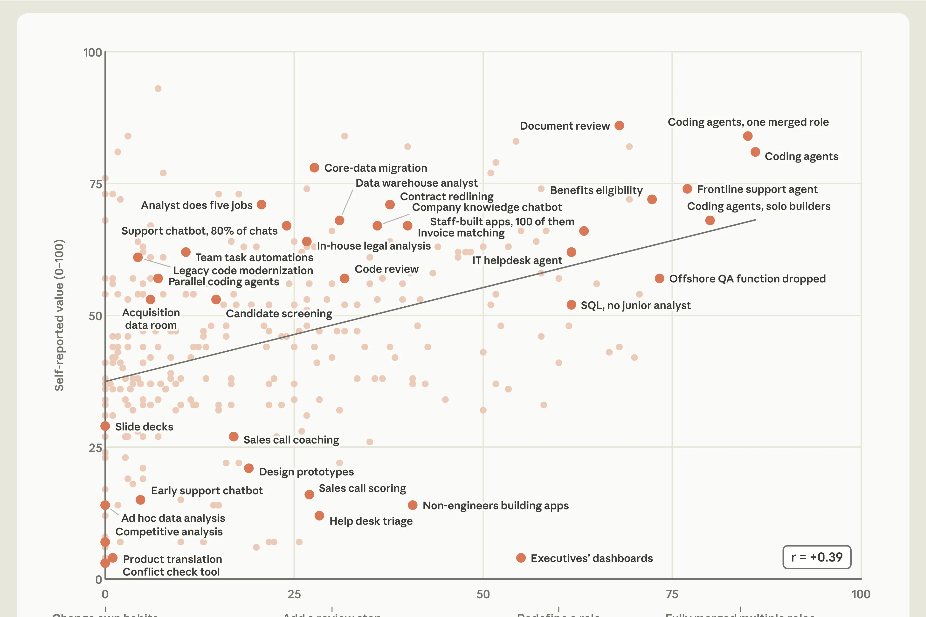 100
Document review
Coding agents, one merged role
Coding agents
Core-data migration
Data warehouse analyst
75
Benefits eligibility
Frontline support agent
Contract redlining
Analyst does five jobs
Company knowledge chatbot
Coding agents, solo builders
Staff-built apps, 100 of them
Support chatbot, 80% of chats
Invoice matching
In-house legal analysis
Team task automations
IT helpdesk agent
Legacy code modernization
Code review
Parallel coding agents
Offshore QA function dropped
Self-reported value (0–100)
Acquisition
data room
Candidate screening
50
SQL, no junior analyst
Slide decks
Sales call coaching
25
Design prototypes
Early support chatbot
Sales call scoring
Non-engineers building apps
Ad hoc data analysis
Help desk triage
Competitive analysis
Product translation
Executives’ dashboards
r = +0.39
Conflict check tool
0
0
25
50
75
100